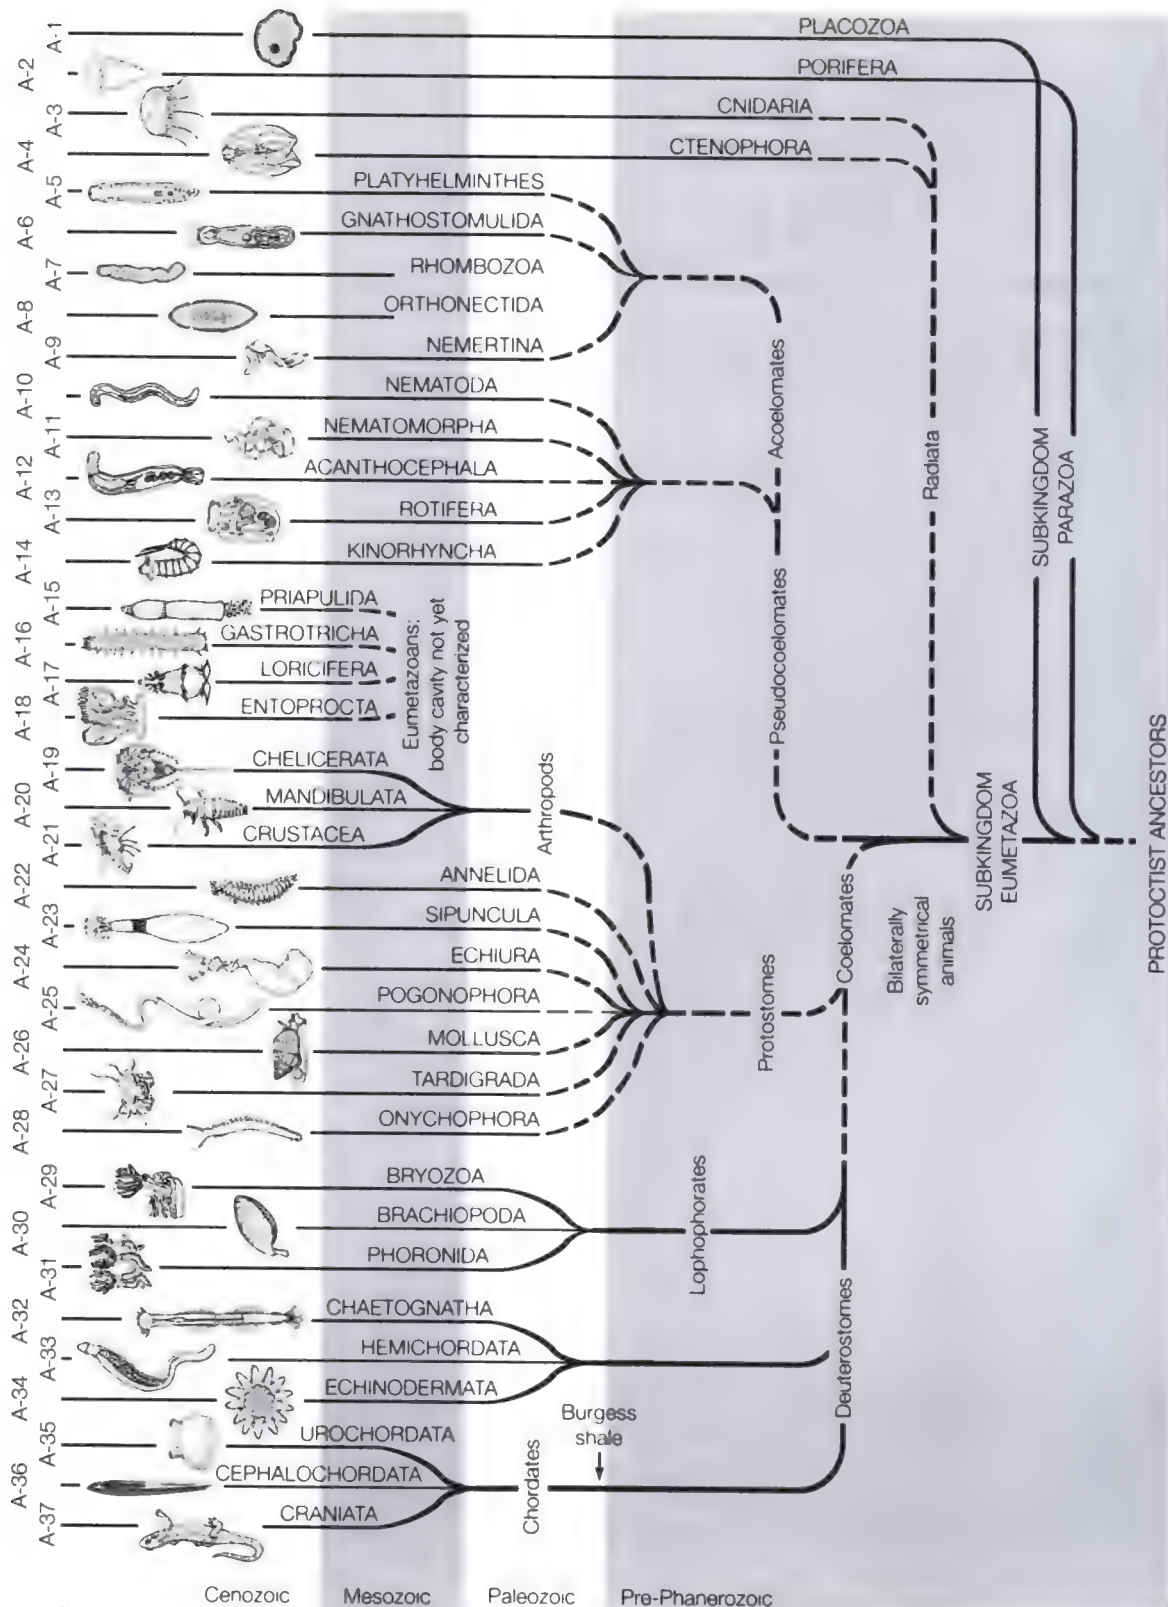 A-1
PLACOZOA
A-2
PORIFERA
A-3
CNIDARIA
A-4
CTENOPHORA
A-5
PLATYHELMINTHES
A-6
GNATHOSTOMULIDA
A-7
RHOMBOZOA
A-8
ORTHONECTIDA
A-9
NEMERTINA
A-10
NEMATODA
A-11
NEMATOMORPHA
A-12
ACANTHOCEPHALA
A-13
ROTIFERA
A-14
KINORHYNCHA
A-15
PRIAPULIDA
A-16
GASTROTRICHA
A-17
LORICIFERA
A-18
ENTOPROCTA
Eumetazoans:
body cavity not yet
characterized
A-19
CHELICERATA
A-20
MANDIBULATA
A-21
CRUSTACEA
Arthropods
A-22
ANNELIDA
A-23
SIPUNCULA
A-24
ECHIURA
A-25
POGONOPHORA
A-26
MOLLUSCA
A-27
TARDIGRADA
A-28
ONYCHOPHORA
A-29
BRYOZOA
A-30
BRACHIOPODA
A-31
PHORONIDA
A-32
CHAETOGNATHA
A-33
HEMICHORDATA
A-34
ECHINODERMATA
A-35
UROCHORDATA
A-36
CEPHALOCHORDATA
A-37
CRANIATA
Chordates
Burgess
shale
Acoelomates
Pseudocoelomates
Radiata
SUBKINGDOM
PARAZOA
Protostomes
Coelomates
Bilaterally
symmetrical
animals
SUBKINGDOM
EUMETAZOA
PROTOCTIST ANCESTORS
Lophophorates
Deuterostomes
Cenozoic
Mesozoic
Paleozoic
Pre-Phanerozoic